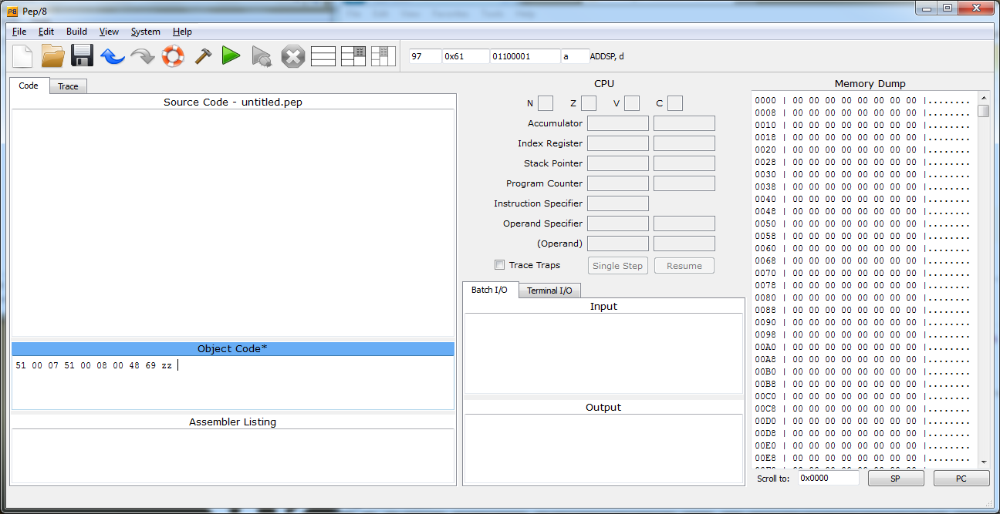 Pep/8
File Edit Build View System Help
97 0x61 01100001 a ADDSP, d
Code Trace
Source Code - untitled.pep
Object Code*
51 00 07 51 00 08 00 48 69 zz
Assembler Listing
CPU
N Z V C
Accumulator
Index Register
Stack Pointer
Program Counter
Instruction Specifier
Operand Specifier
(Operand)
Trace Traps Single Step Resume
Batch I/O Terminal I/O
Input
Output
Memory Dump
0000 | 00 00 00 00 00 00 00 00 |........
0008 | 00 00 00 00 00 00 00 00 |........
0010 | 00 00 00 00 00 00 00 00 |........
0018 | 00 00 00 00 00 00 00 00 |........
0020 | 00 00 00 00 00 00 00 00 |........
0028 | 00 00 00 00 00 00 00 00 |........
0030 | 00 00 00 00 00 00 00 00 |........
0038 | 00 00 00 00 00 00 00 00 |........
0040 | 00 00 00 00 00 00 00 00 |........
0048 | 00 00 00 00 00 00 00 00 |........
0050 | 00 00 00 00 00 00 00 00 |........
0058 | 00 00 00 00 00 00 00 00 |........
0060 | 00 00 00 00 00 00 00 00 |........
0068 | 00 00 00 00 00 00 00 00 |........
0070 | 00 00 00 00 00 00 00 00 |........
0078 | 00 00 00 00 00 00 00 00 |........
0080 | 00 00 00 00 00 00 00 00 |........
0088 | 00 00 00 00 00 00 00 00 |........
0090 | 00 00 00 00 00 00 00 00 |........
0098 | 00 00 00 00 00 00 00 00 |........
00A0 | 00 00 00 00 00 00 00 00 |........
00A8 | 00 00 00 00 00 00 00 00 |........
00B0 | 00 00 00 00 00 00 00 00 |........
00B8 | 00 00 00 00 00 00 00 00 |........
00C0 | 00 00 00 00 00 00 00 00 |........
00C8 | 00 00 00 00 00 00 00 00 |........
00D0 | 00 00 00 00 00 00 00 00 |........
00D8 | 00 00 00 00 00 00 00 00 |........
00E0 | 00 00 00 00 00 00 00 00 |........
00E8 | 00 00 00 00 00 00 00 00 |........
Scroll to: 0x0000 SP PC